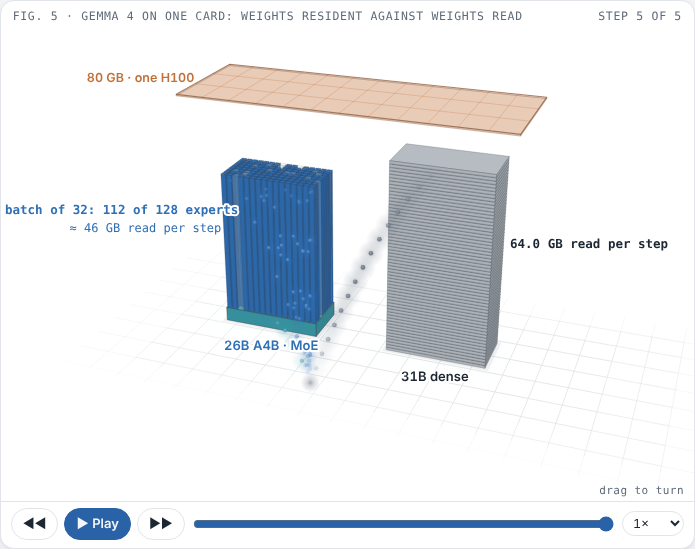 FIG. 5 · GEMMA 4 ON ONE CARD: WEIGHTS RESIDENT AGAINST WEIGHTS READ
STEP 5 OF 5
80 GB · one H100
batch of 32: 112 of 128 experts
≈ 46 GB read per step
64.0 GB read per step
26B A4B · MoE
31B dense
drag to turn
Play
1×